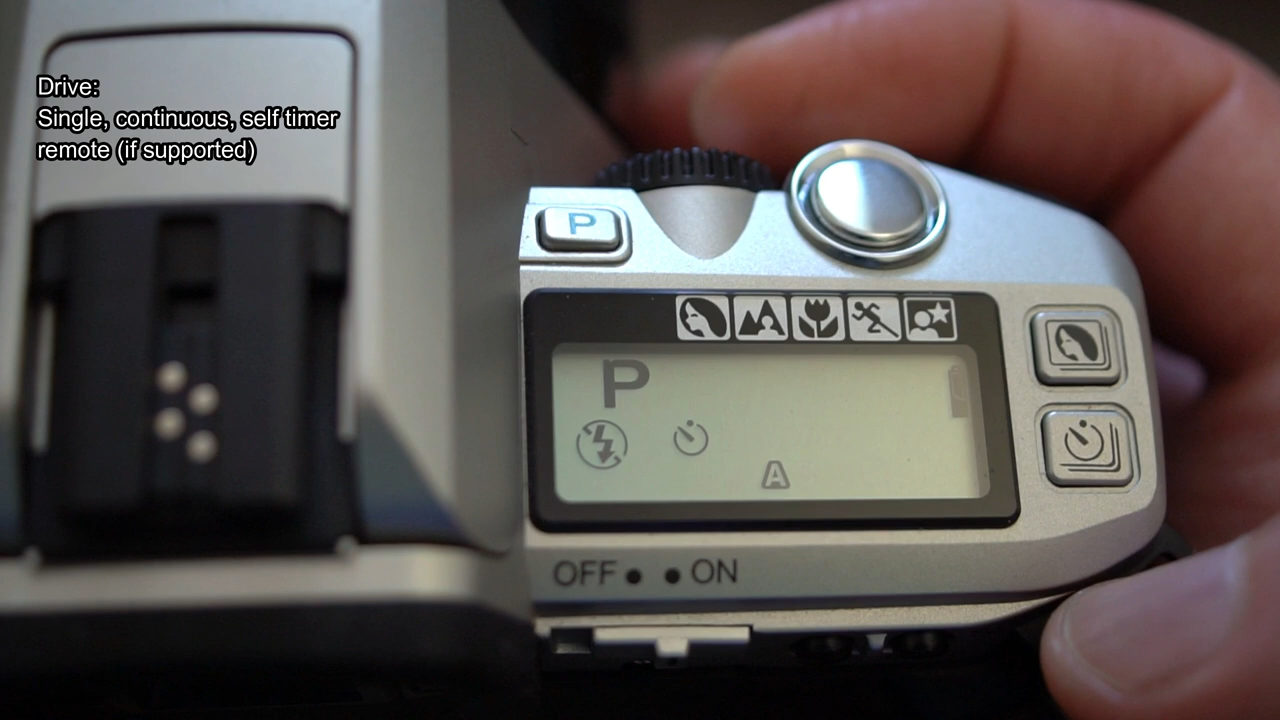 Drive:
Single, continuous, self timer
remote (if supported)
P
P
A
OFF ON